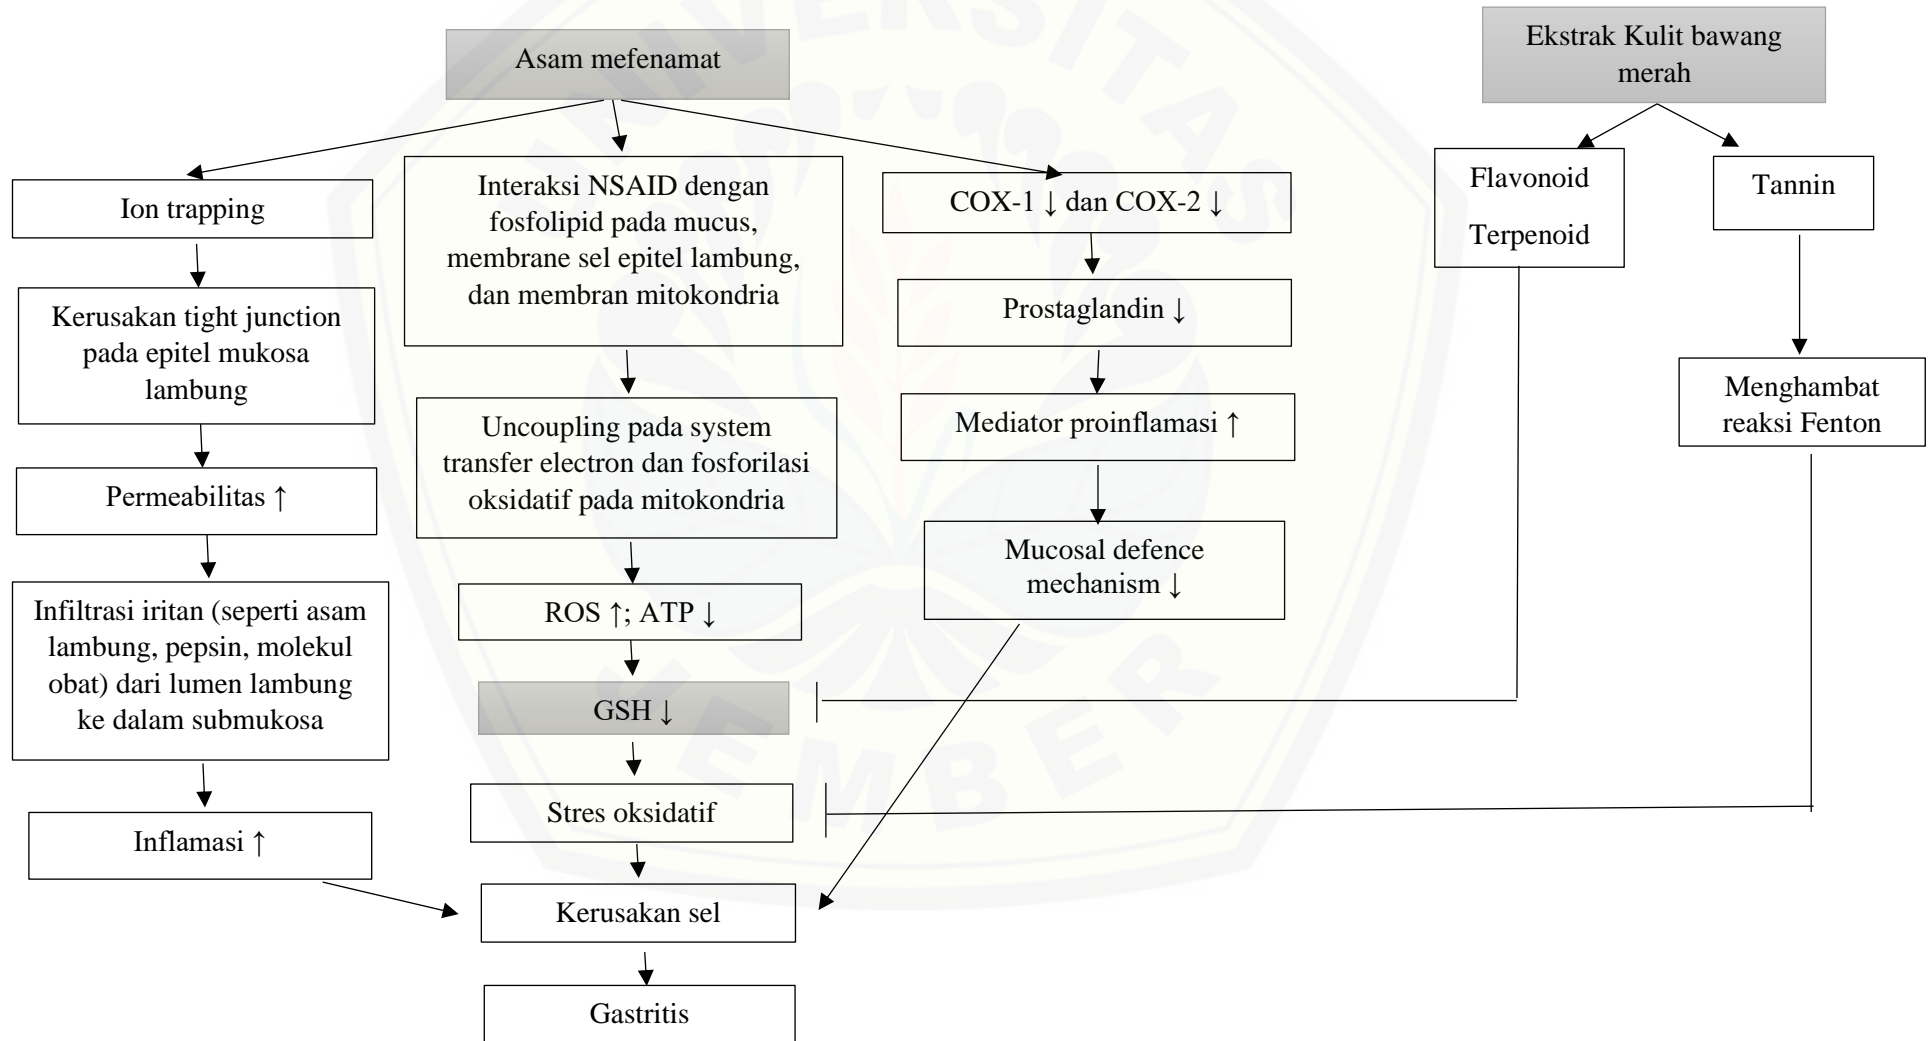 UNIVERSITAS
JEMBER
Asam mefenamat
Ekstrak Kulit bawang
merah
Ion trapping
Kerusakan tight junction
pada epitel mukosa
lambung
Permeabilitas ↑
Infiltrasi iritan (seperti asam
lambung, pepsin, molekul
obat) dari lumen lambung
ke dalam submukosa
Inflamasi ↑
Interaksi NSAID dengan
fosfolipid pada mucus,
membrane sel epitel lambung,
dan membran mitokondria
Uncoupling pada system
transfer electron dan fosforilasi
oksidatif pada mitokondria
ROS ↑; ATP ↓
GSH ↓
Stres oksidatif
Kerusakan sel
Gastritis
COX-1 ↓ dan COX-2 ↓
Prostaglandin ↓
Mediator proinflamasi ↑
Mucosal defence
mechanism ↓
Flavonoid
Terpenoid
Tannin
Menghambat
reaksi Fenton